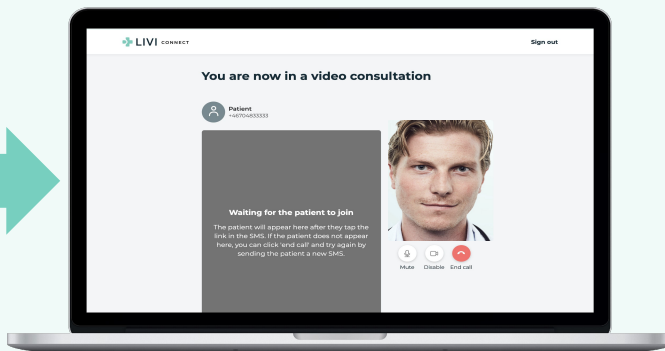 LIVI CONNECT
Sign out
You are now in a video consultation
Patient
+46704833333
Waiting for the patient to join
The patient will appear here after they tap the
link in the SMS. If the patient does not appear
here, you can click 'end call' and try again by
sending the patient a new SMS.
Mute Disable End call